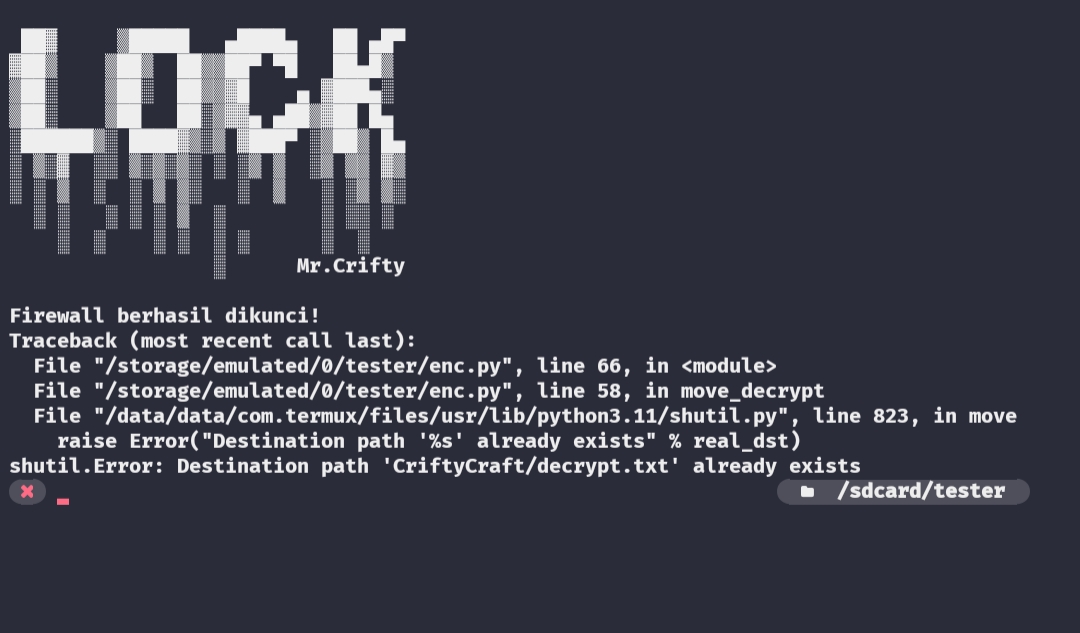 LOCK
Mr.Crifty
Firewall berhasil dikunci!
Traceback (most recent call last):
  File "/storage/emulated/0/tester/enc.py", line 66, in <module>
  File "/storage/emulated/0/tester/enc.py", line 58, in move_decrypt
  File "/data/data/com.termux/files/usr/lib/python3.11/shutil.py", line 823, in move
    raise Error("Destination path '%s' already exists" % real_dst)
shutil.Error: Destination path 'CriftyCraft/decrypt.txt' already exists
/sdcard/tester